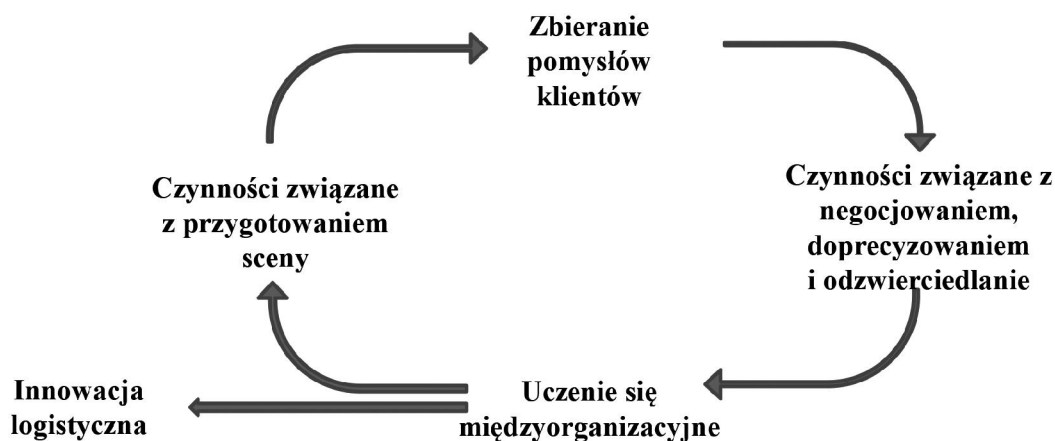 Zbieranie
pomysłów
klientów
Czynności związane
z przygotowaniem
sceny
Czynności związane z
negocjowaniem,
doprecyzowaniem
i odzwierciedlanie
Innowacja
logistyczna
Uczenie się
międzyorganizacyjne